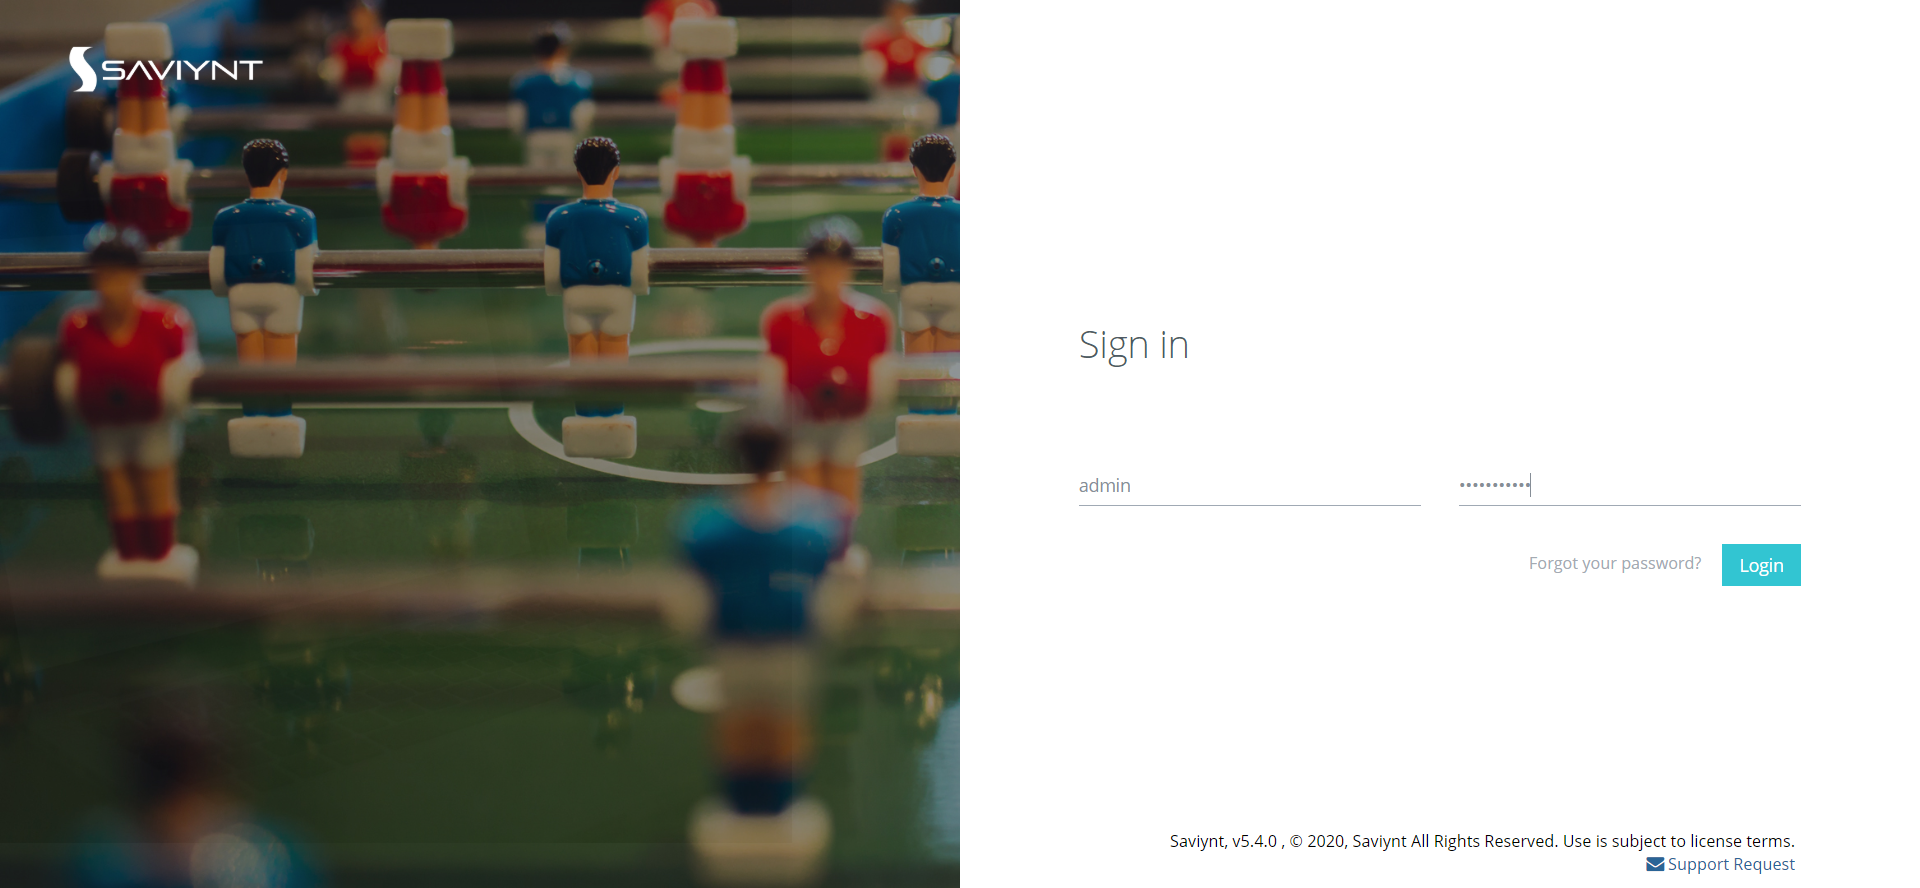 SAVIYNT
Sign in
admin
•••••••••••
Forgot your password?
Login
Saviynt, v5.4.0 , © 2020, Saviynt All Rights Reserved. Use is subject to license terms.
Support Request